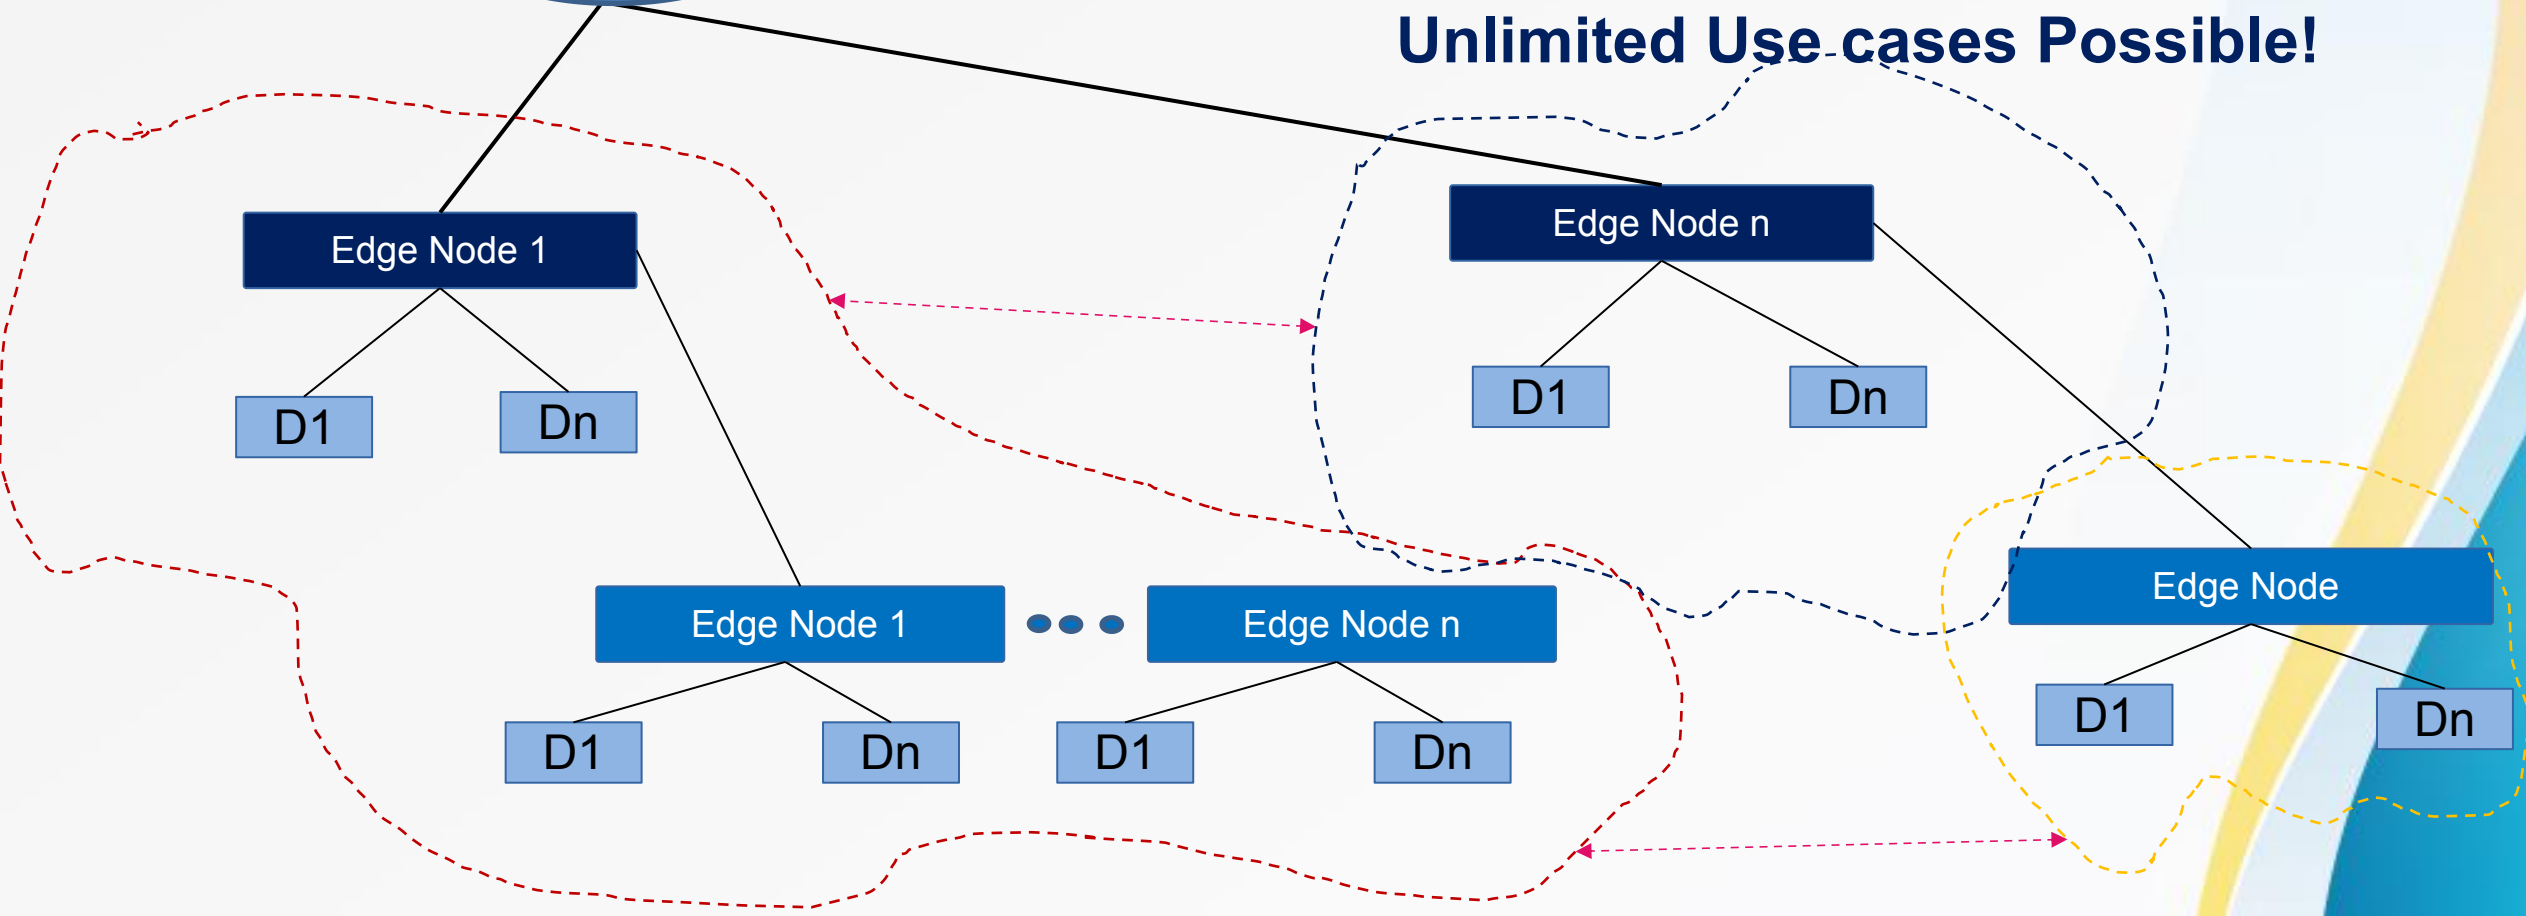 Unlimited Use cases Possible!
Edge Node 1
Edge Node n
D1
Dn
D1
Dn
Edge Node 1
Edge Node n
Edge Node
D1
Dn
D1
Dn
D1
Dn